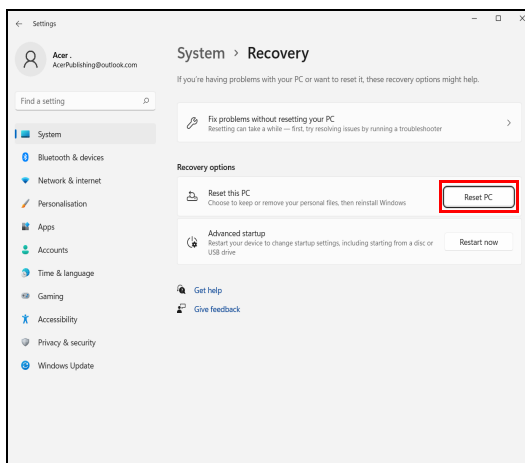 Settings
Acer .
AcerPublishing@outlook.com
Find a setting
System
Bluetooth & devices
Network & internet
Personalisation
Apps
Accounts
Time & language
Gaming
Accessibility
Privacy & security
Windows Update
System > Recovery
If you're having problems with your PC or want to reset it, these recovery options might help.
Fix problems without resetting your PC
Resetting can take a while — first, try resolving issues by running a troubleshooter
Recovery options
Reset this PC
Choose to keep or remove your personal files, then reinstall Windows
Reset PC
Advanced startup
Restart your device to change startup settings, including starting from a disc or
USB drive
Restart now
Get help
Give feedback